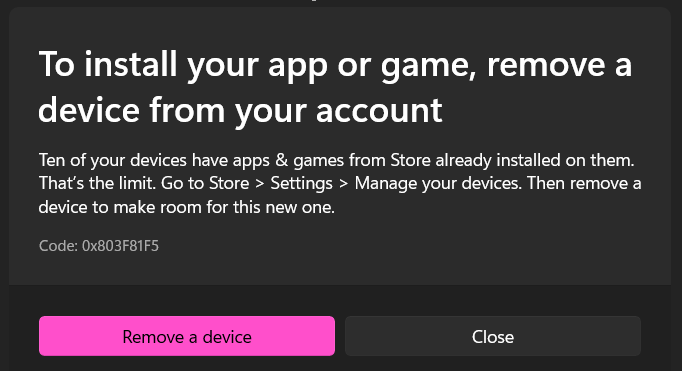 To install your app or game, remove a
device from your account
Ten of your devices have apps & games from Store already installed on them.
That's the limit. Go to Store > Settings > Manage your devices. Then remove a
device to make room for this new one.
Code: 0x803F81F5
Remove a device
Close